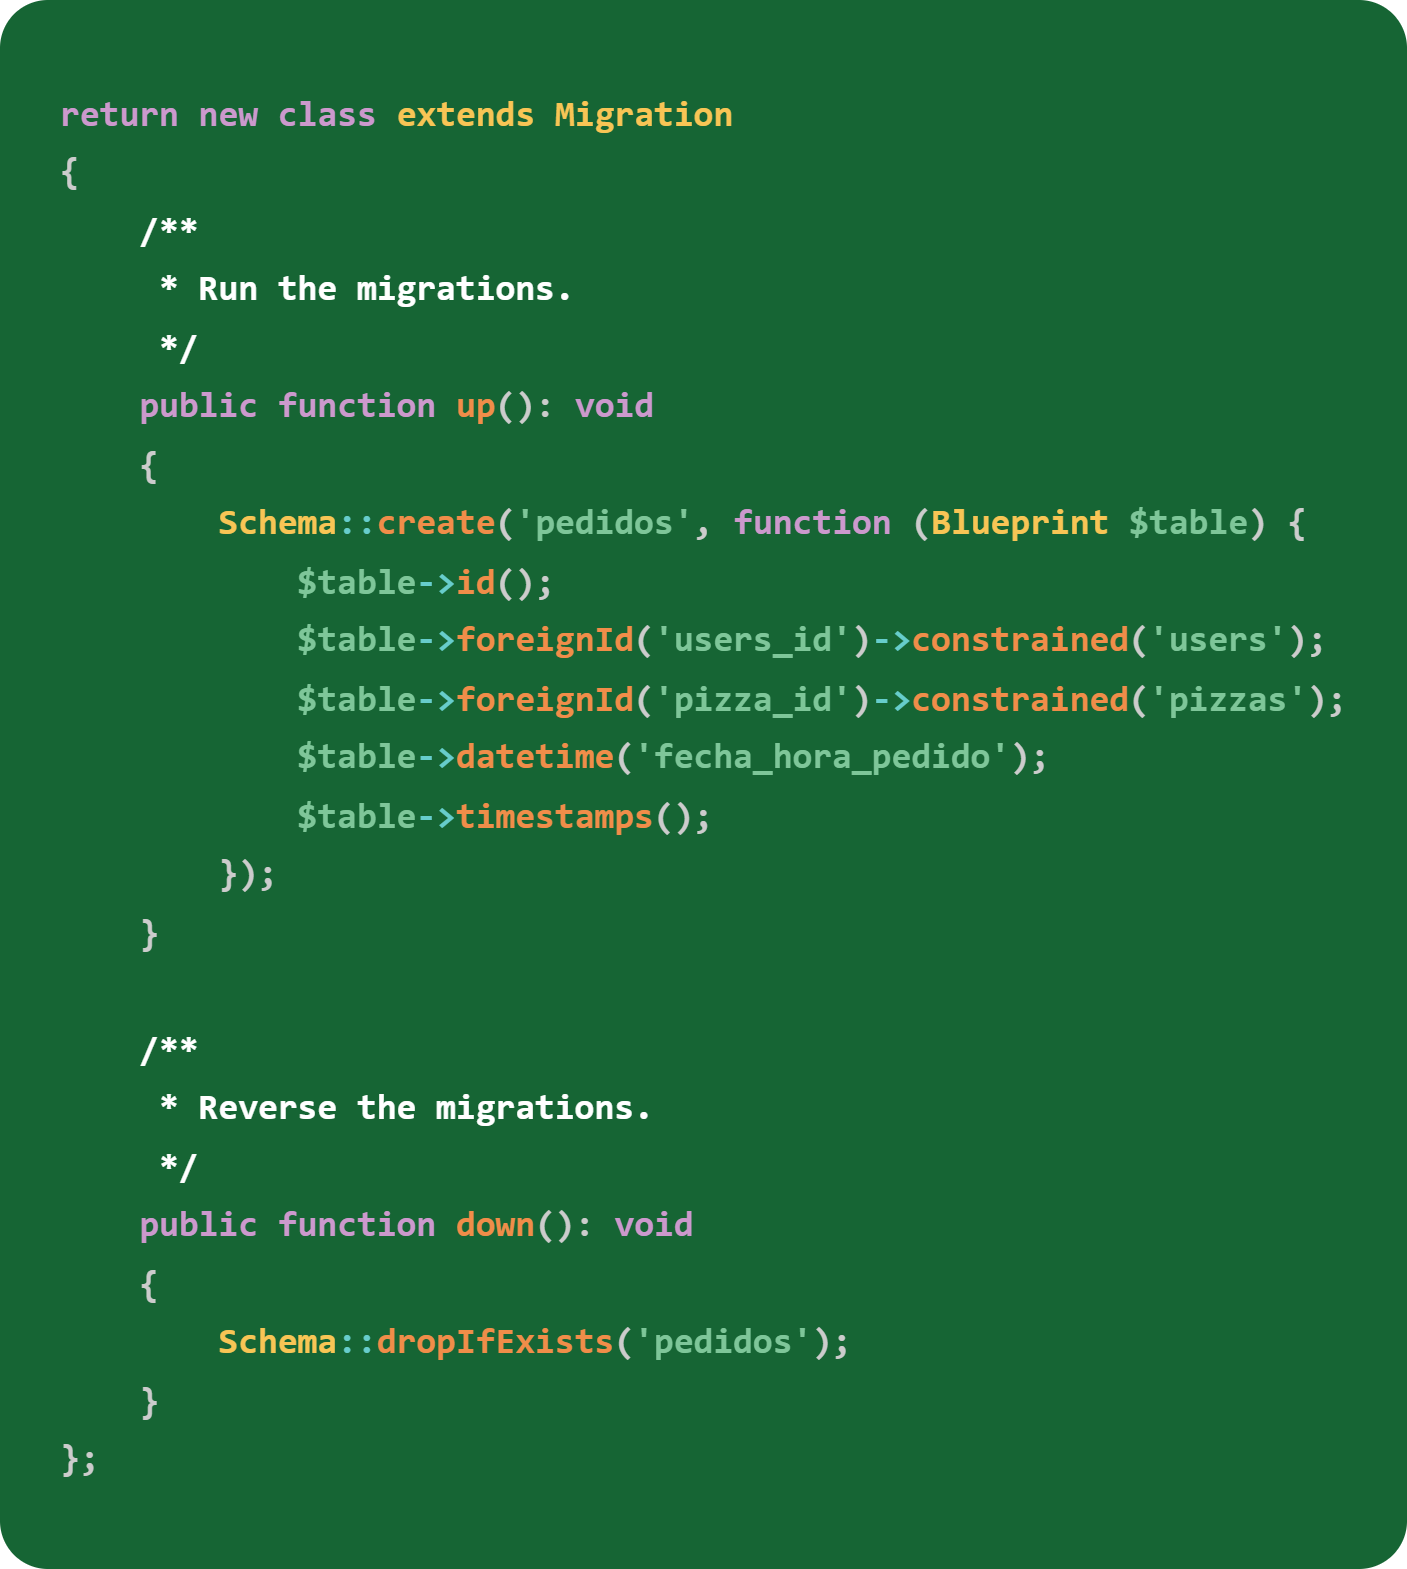 return new class extends Migration
{
    /**
     * Run the migrations.
     */
    public function up(): void
    {
        Schema::create('pedidos', function (Blueprint $table) {
            $table->id();
            $table->foreignId('users_id')->constrained('users');
            $table->foreignId('pizza_id')->constrained('pizzas');
            $table->datetime('fecha_hora_pedido');
            $table->timestamps();
        });
    }

    /**
     * Reverse the migrations.
     */
    public function down(): void
    {
        Schema::dropIfExists('pedidos');
    }
};